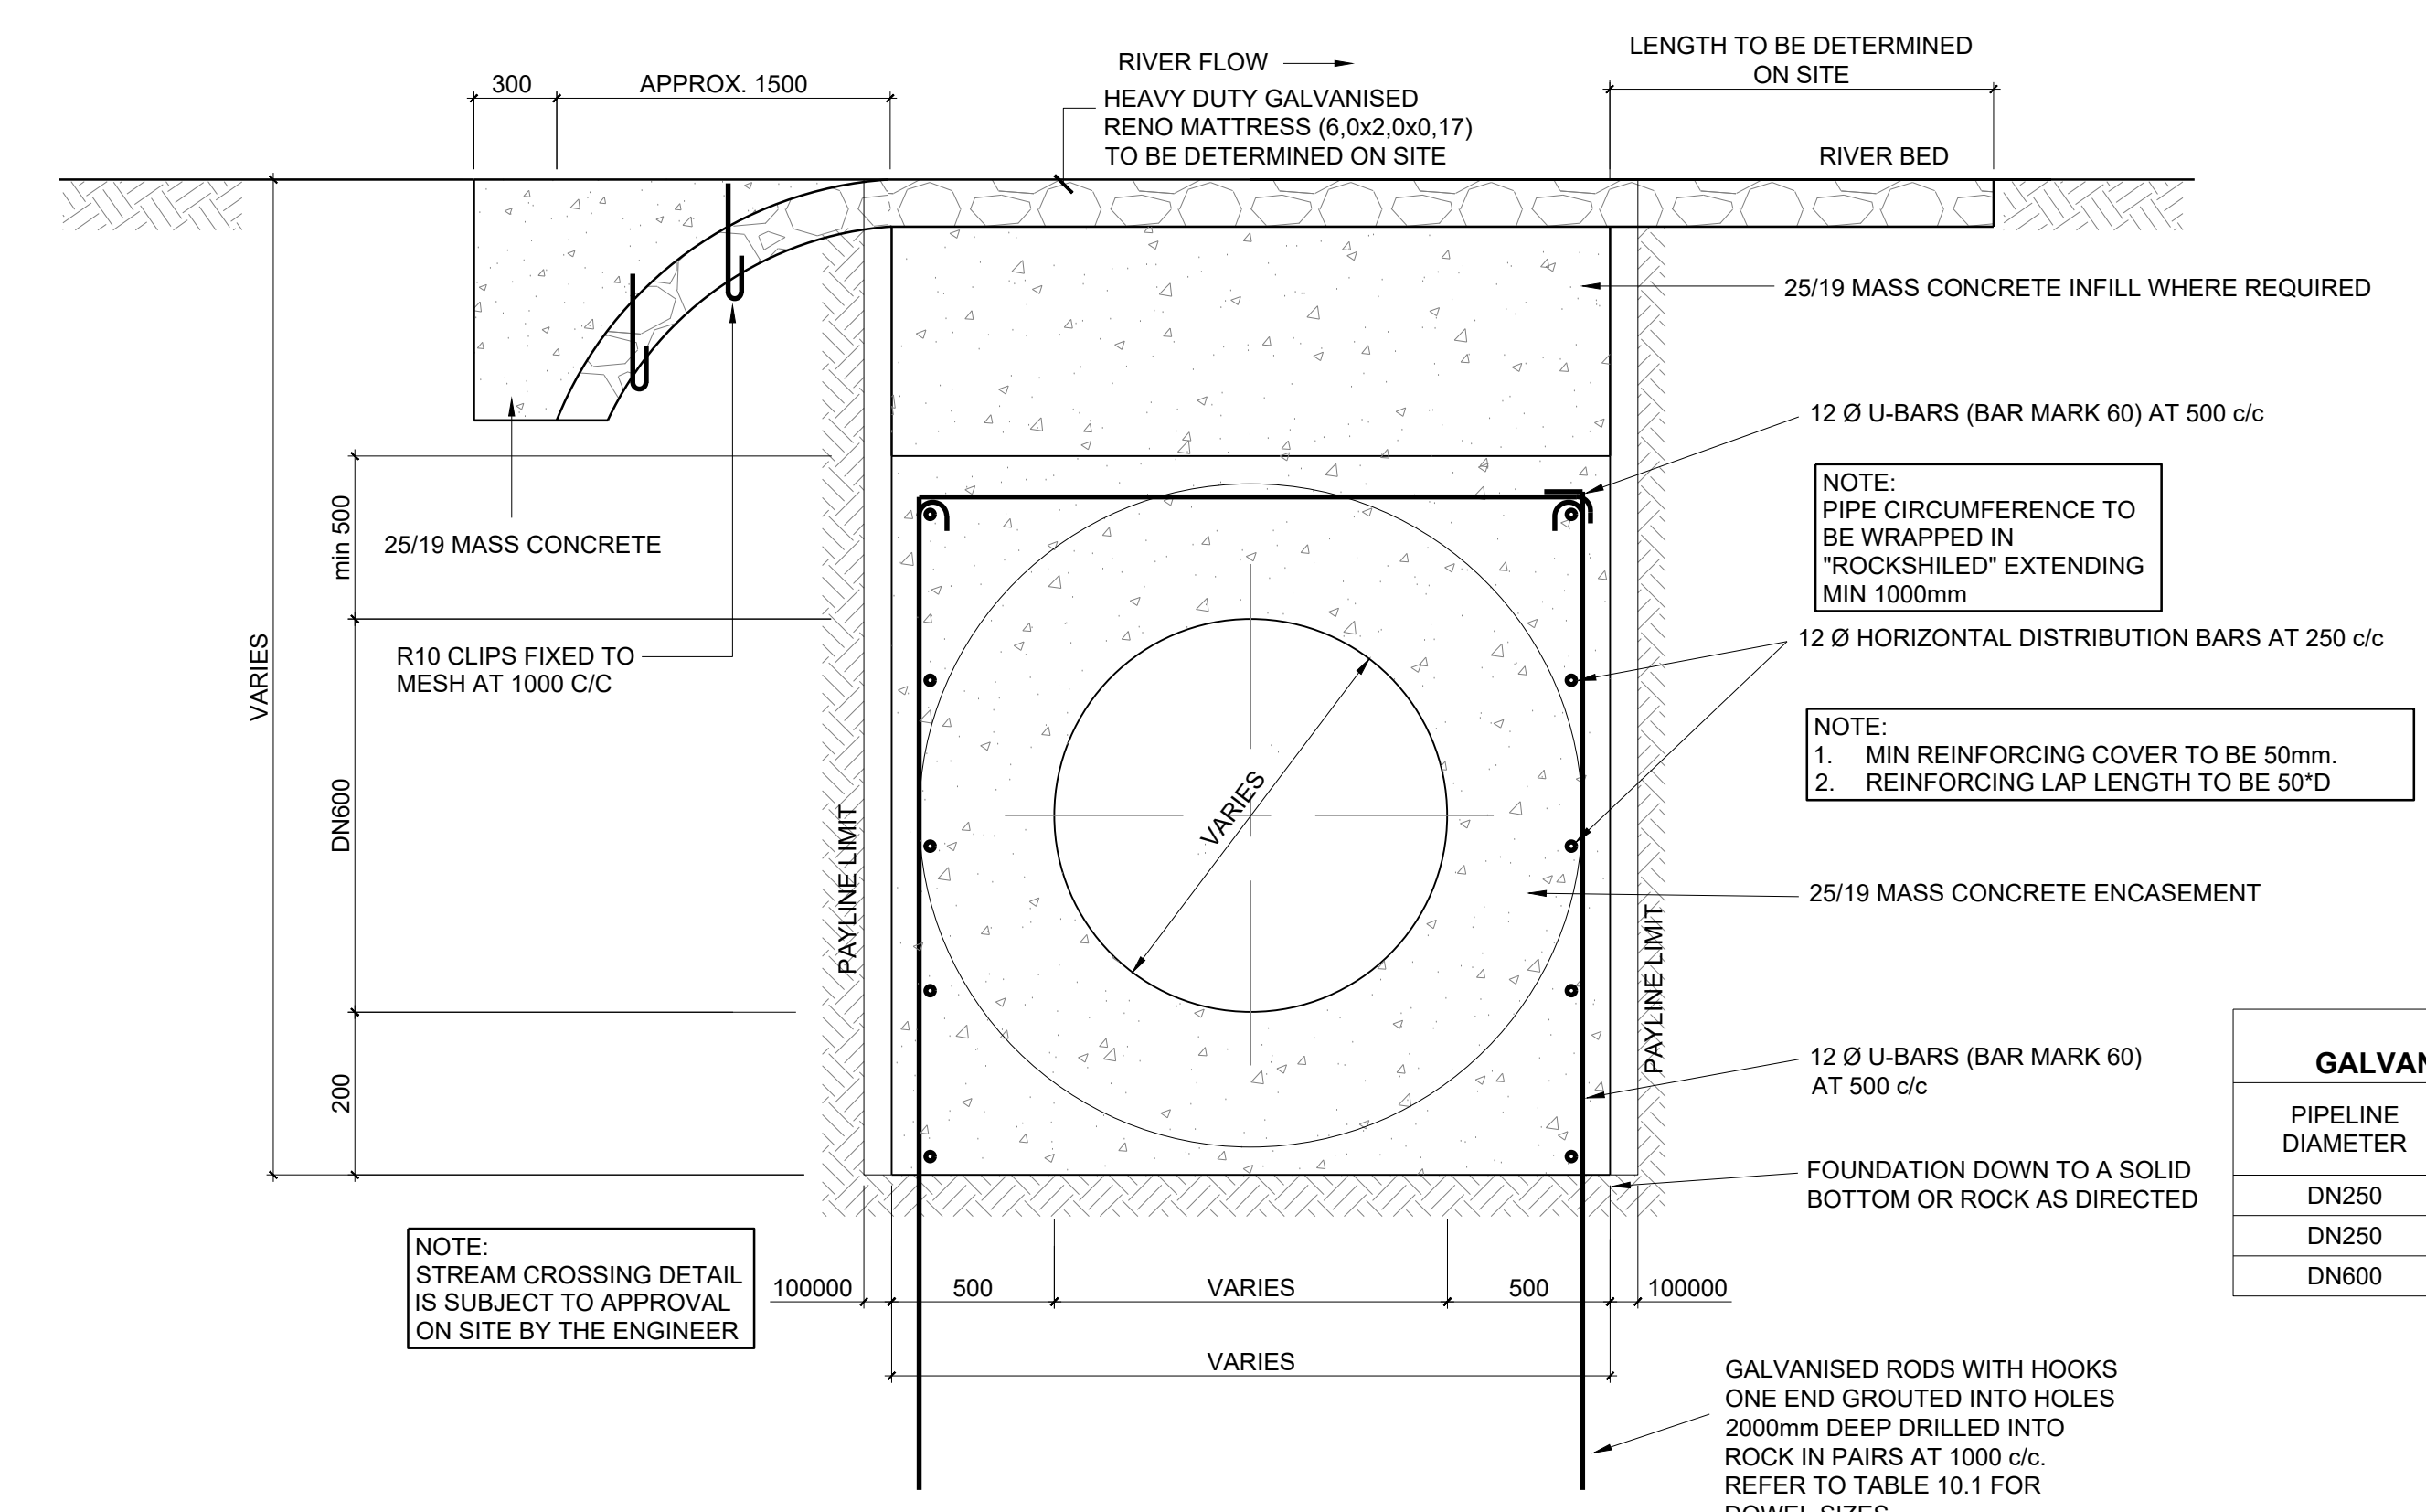 300
APPROX. 1500
RIVER FLOW
HEAVY DUTY GALVANISED
RENO MATTRESS (6,0x2,0x0,17)
TO BE DETERMINED ON SITE
LENGTH TO BE DETERMINED
ON SITE
RIVER BED
25/19 MASS CONCRETE INFILL WHERE REQUIRED
12 Ø U-BARS (BAR MARK 60) AT 500 c/c
NOTE:
PIPE CIRCUMFERENCE TO
BE WRAPPED IN
"ROCKSHILED" EXTENDING
MIN 1000mm
12 Ø HORIZONTAL DISTRIBUTION BARS AT 250 c/c
NOTE:
1. MIN REINFORCING COVER TO BE 50mm.
2. REINFORCING LAP LENGTH TO BE 50*D
25/19 MASS CONCRETE ENCASEMENT
12 Ø U-BARS (BAR MARK 60)
AT 500 c/c
FOUNDATION DOWN TO A SOLID
BOTTOM OR ROCK AS DIRECTED
25/19 MASS CONCRETE
R10 CLIPS FIXED TO
MESH AT 1000 C/C
VARIES
min 500
DN600
200
PAYLINE LIMIT
VARIES
PAYLINE LIMIT
NOTE:
STREAM CROSSING DETAIL
IS SUBJECT TO APPROVAL
ON SITE BY THE ENGINEER
100000
500
VARIES
500
100000
VARIES
GALVANISED RODS WITH HOOKS
ONE END GROUTED INTO HOLES
2000mm DEEP DRILLED INTO
ROCK IN PAIRS AT 1000 c/c.
REFER TO TABLE 10.1 FOR
DOWEL SIZES
PIPELINE
DIAMETER
DN250
DN250
DN600